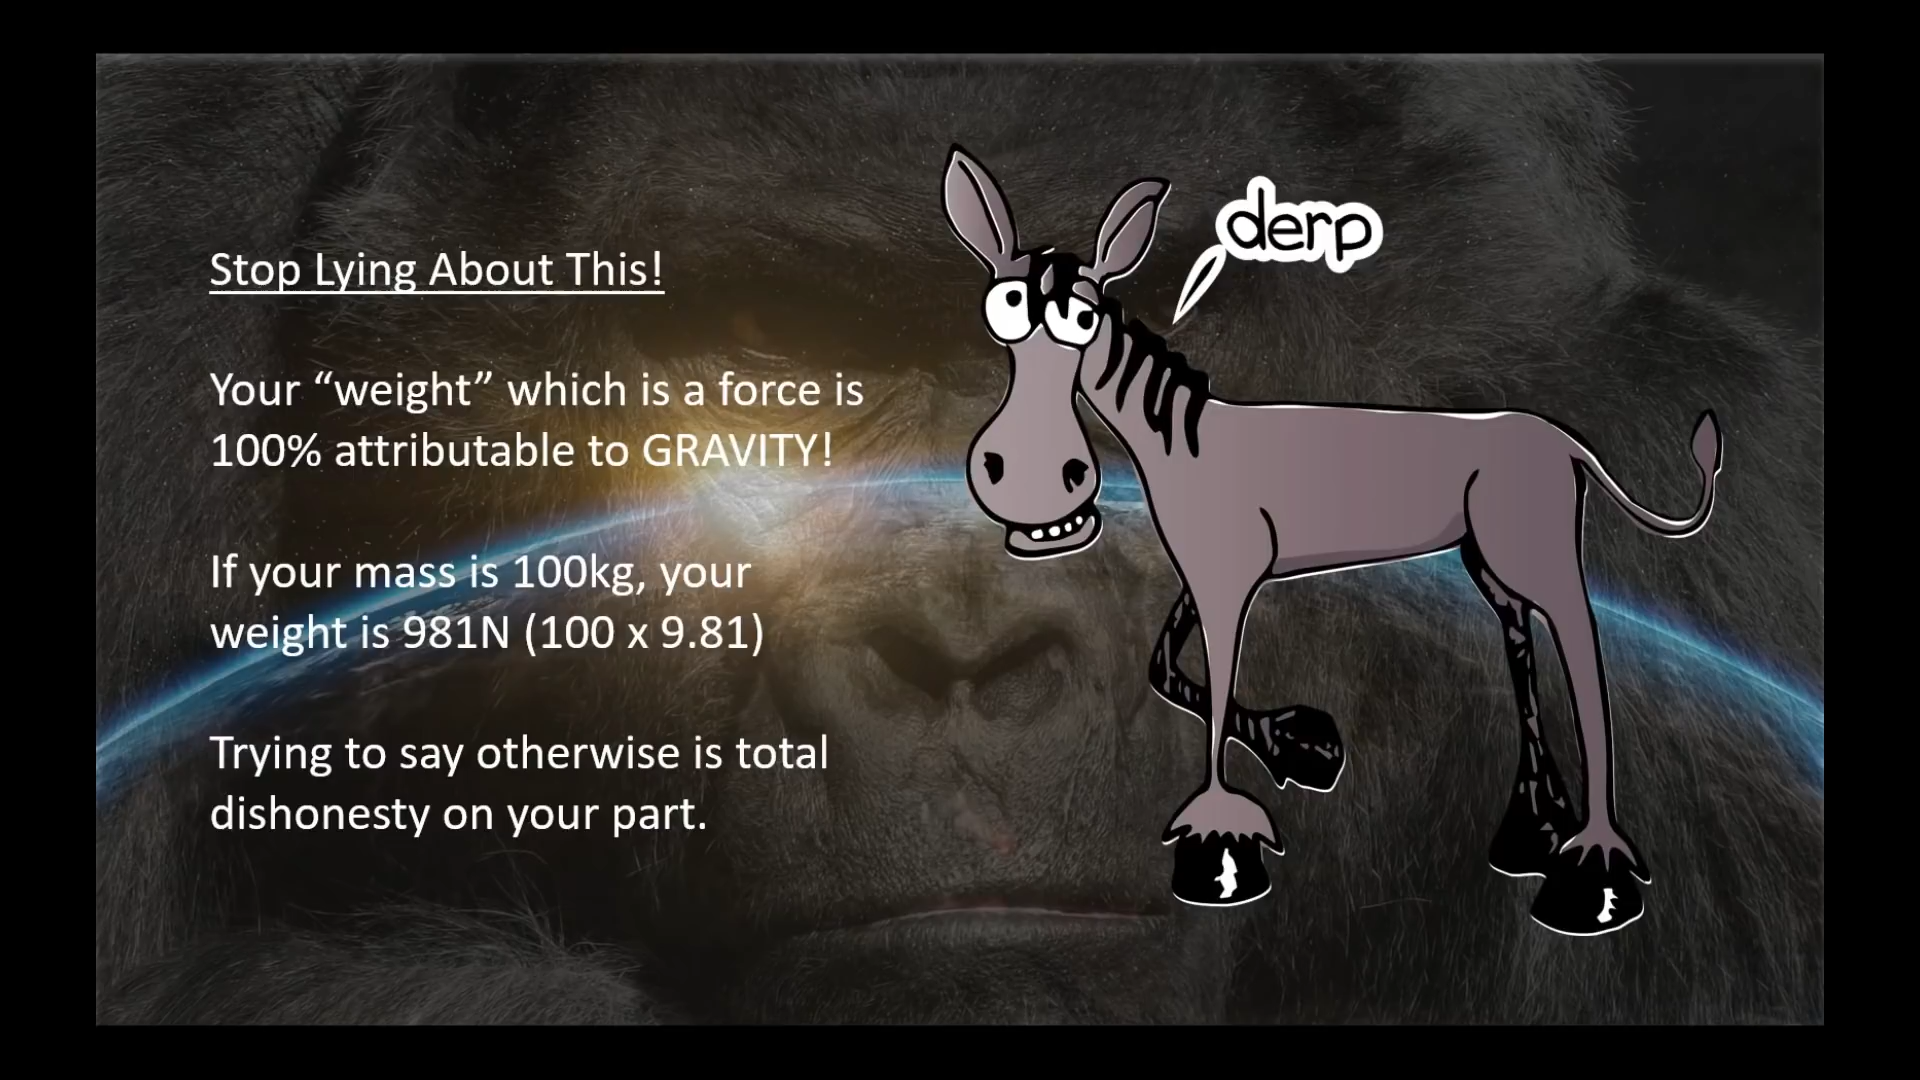 Stop Lying About This!
derp
Your “weight” which is a force is
100% attributable to GRAVITY!
If your mass is 100kg, your
weight is 981N (100 x 9.81)
Trying to say otherwise is total
dishonesty on your part.